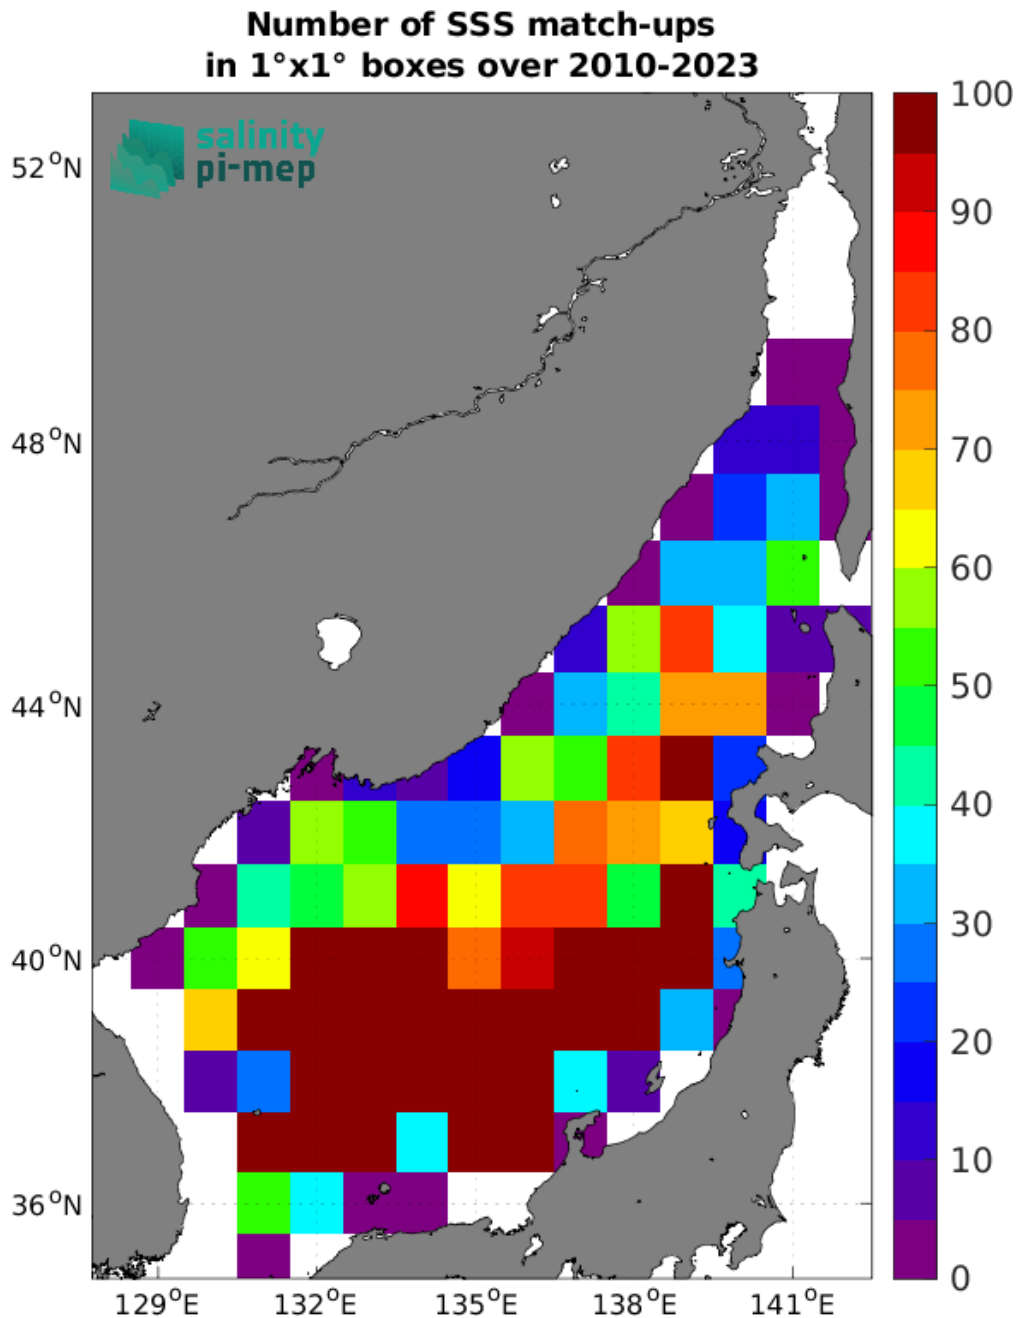 Number of SSS match-ups
in 1°x1° boxes over 2010-2023
salinity
pi-mep
52°N
48°N
44°N
40°N
36°N
129°E
132°E
135°E
138°E
141°E
100
90
80
70
60
50
40
30
20
10
0